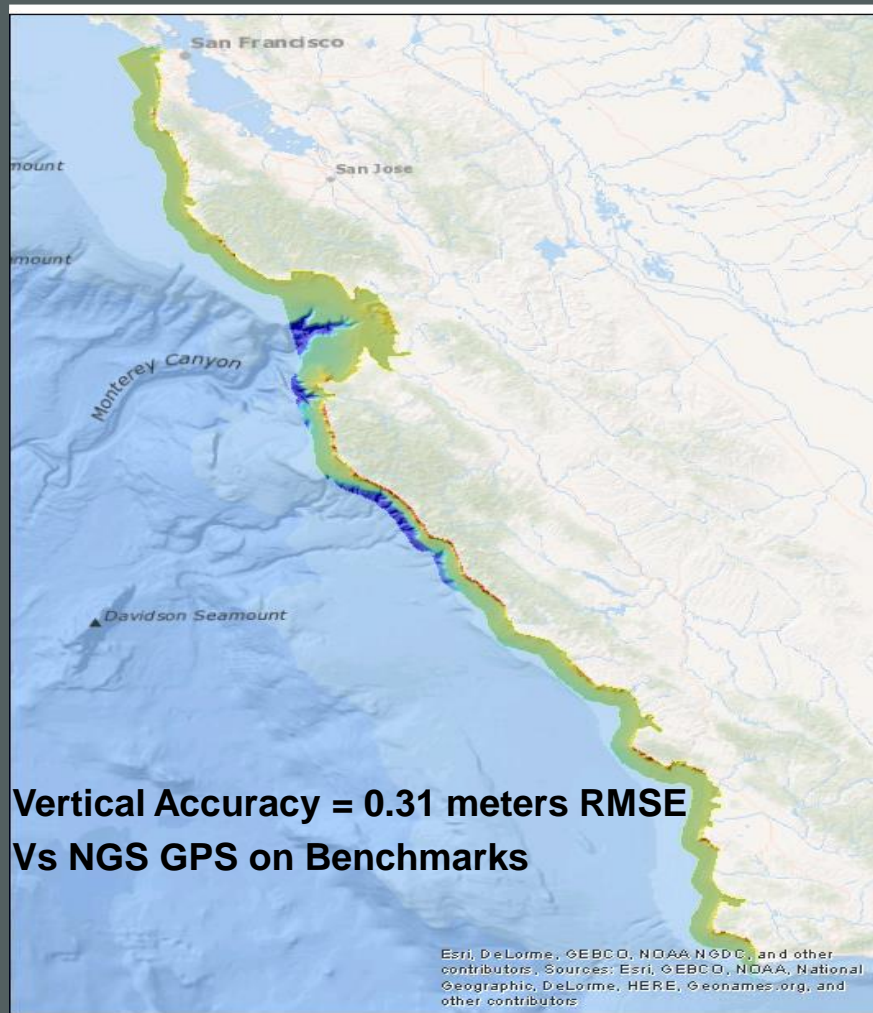 San Francisco
mount
San Jose
mount
Monterey Canyon
Davidson Seamount
Vertical Accuracy = 0.31 meters RMSE
Vs NGS GPS on Benchmarks
Esri, DeLorme, GEBCO, NOAA NGDC, and other
contributors, Sources: Esri, GEBCO, NOAA, National
Geographic, DeLorme, HERE, Geonames.org, and
other contributors